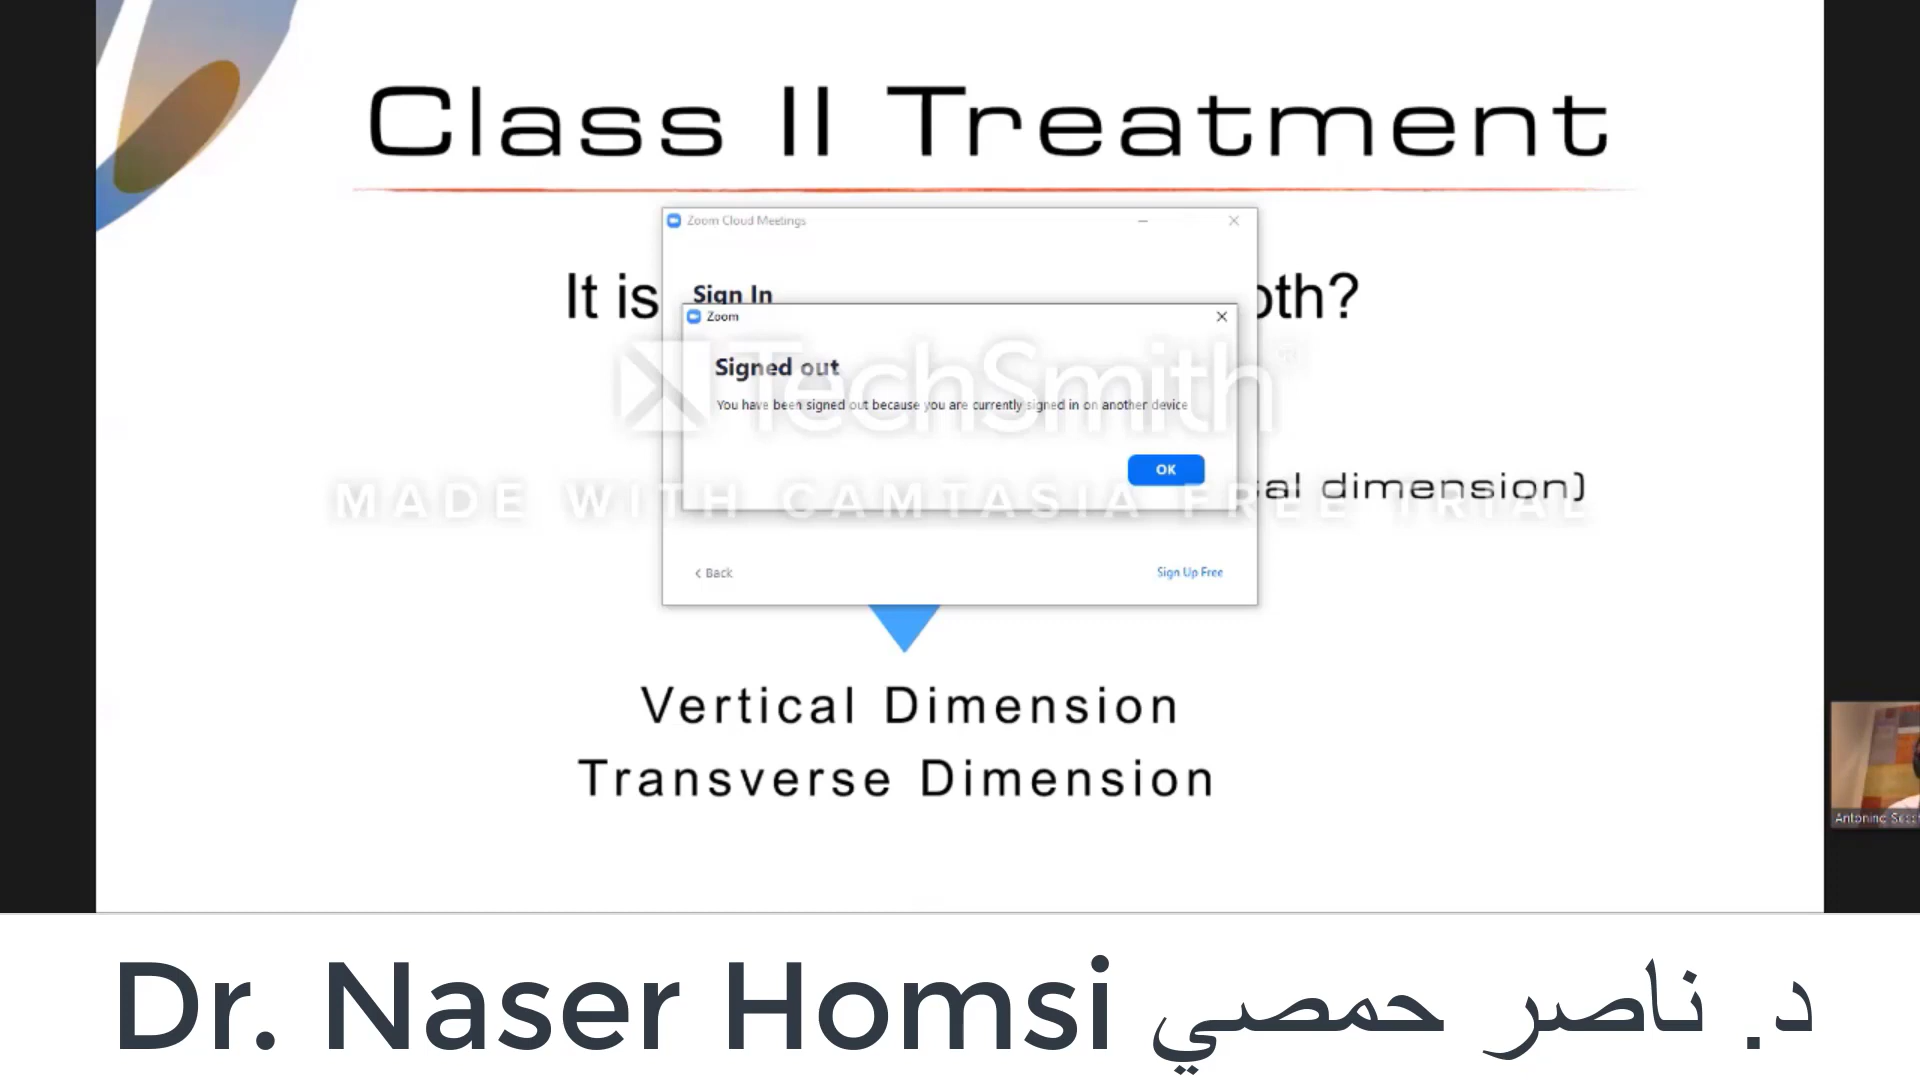 Class II Treatment
Zoom Cloud Meetings
It is
Sign In
oth?
Zoom
TechSmith
Signed out
You have been signed out because you are currently signed in on another device
OK
al dimension)
MADE WITH CAMTASIA FREE TRIAL
Back
Sign Up Free
Vertical Dimension
Transverse Dimension
Antonino
Dr. Naser Homsi د. ناصر حمصي